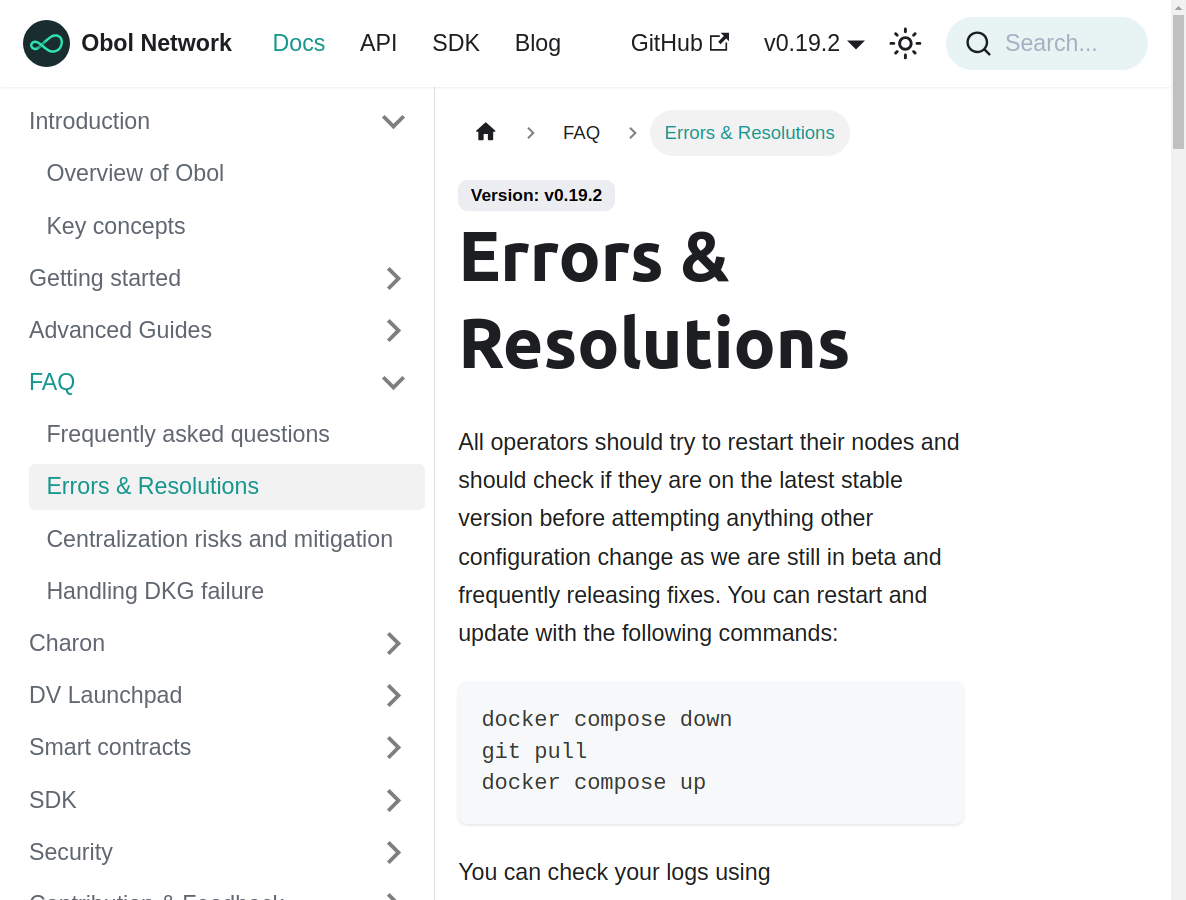 Obol Network Docs API SDK Blog GitHub v0.19.2 Search...
Introduction
Overview of Obol
Key concepts
Getting started
Advanced Guides
FAQ
Frequently asked questions
Errors & Resolutions
Centralization risks and mitigation
Handling DKG failure
Charon
DV Launchpad
Smart contracts
SDK
Security
Contribution & Feedback
FAQ Errors & Resolutions
Version: v0.19.2
Errors &
Resolutions
All operators should try to restart their nodes and
should check if they are on the latest stable
version before attempting anything other
configuration change as we are still in beta and
frequently releasing fixes. You can restart and
update with the following commands:
docker compose down
git pull
docker compose up
You can check your logs using